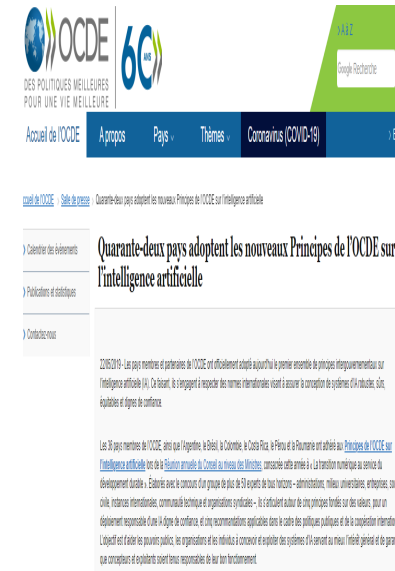 OCDE
60 ANS
DES POLITIQUES MEILLEURES
POUR UNE VIE MEILLEURE
> A à Z
Google Recherche
Accueil de l'OCDE
A propos
Pays
Thèmes
Coronavirus (COVID-19)
ccueil de l'OCDE > Salle de presse > Quarante-deux pays adoptent les nouveaux Principes de l'OCDE sur l'intelligence artificielle
> Calendrier des événements
> Publications et statistiques
> Contactez-nous
Quarante-deux pays adoptent les nouveaux Principes de l'OCDE sur
l'intelligence artificielle
22/05/2019 - Les pays membres et partenaires de l'OCDE ont officiellement adopté aujourd'hui le premier ensemble de principes intergouvernementaux sur
l'intelligence artificielle (IA). Ce faisant, ils s'engagent à respecter des normes internationales visant à assurer la conception de systèmes d'IA robustes, sûrs,
équitables et dignes de confiance.
Les 36 pays membres de l'OCDE, ainsi que l'Argentine, le Brésil, la Colombie, le Costa Rica, le Pérou et la Roumanie ont adhéré aux Principes de l'OCDE sur
l'intelligence artificielle lors de la Réunion annuelle du Conseil au niveau des Ministres, consacrée cette année à « La transition numérique au service du
développement durable ». Élaborés avec le concours d'un groupe de plus de 50 experts de tous horizons – administrations, milieux universitaires, entreprises, soc
civile, instances internationales, communauté technique et organisations syndicales –, ils s'articulent autour de cinq principes fondés sur des valeurs, pour un
déploiement responsable d'une IA digne de confiance, et cinq recommandations applicables dans le cadre des politiques publiques et de la coopération internation
L'objectif est d'aider les pouvoirs publics, les organisations et les individus à concevoir et exploiter des systèmes d'IA servant au mieux l'intérêt général et de garan
que concepteurs et exploitants soient tenus responsables de leur bon fonctionnement.